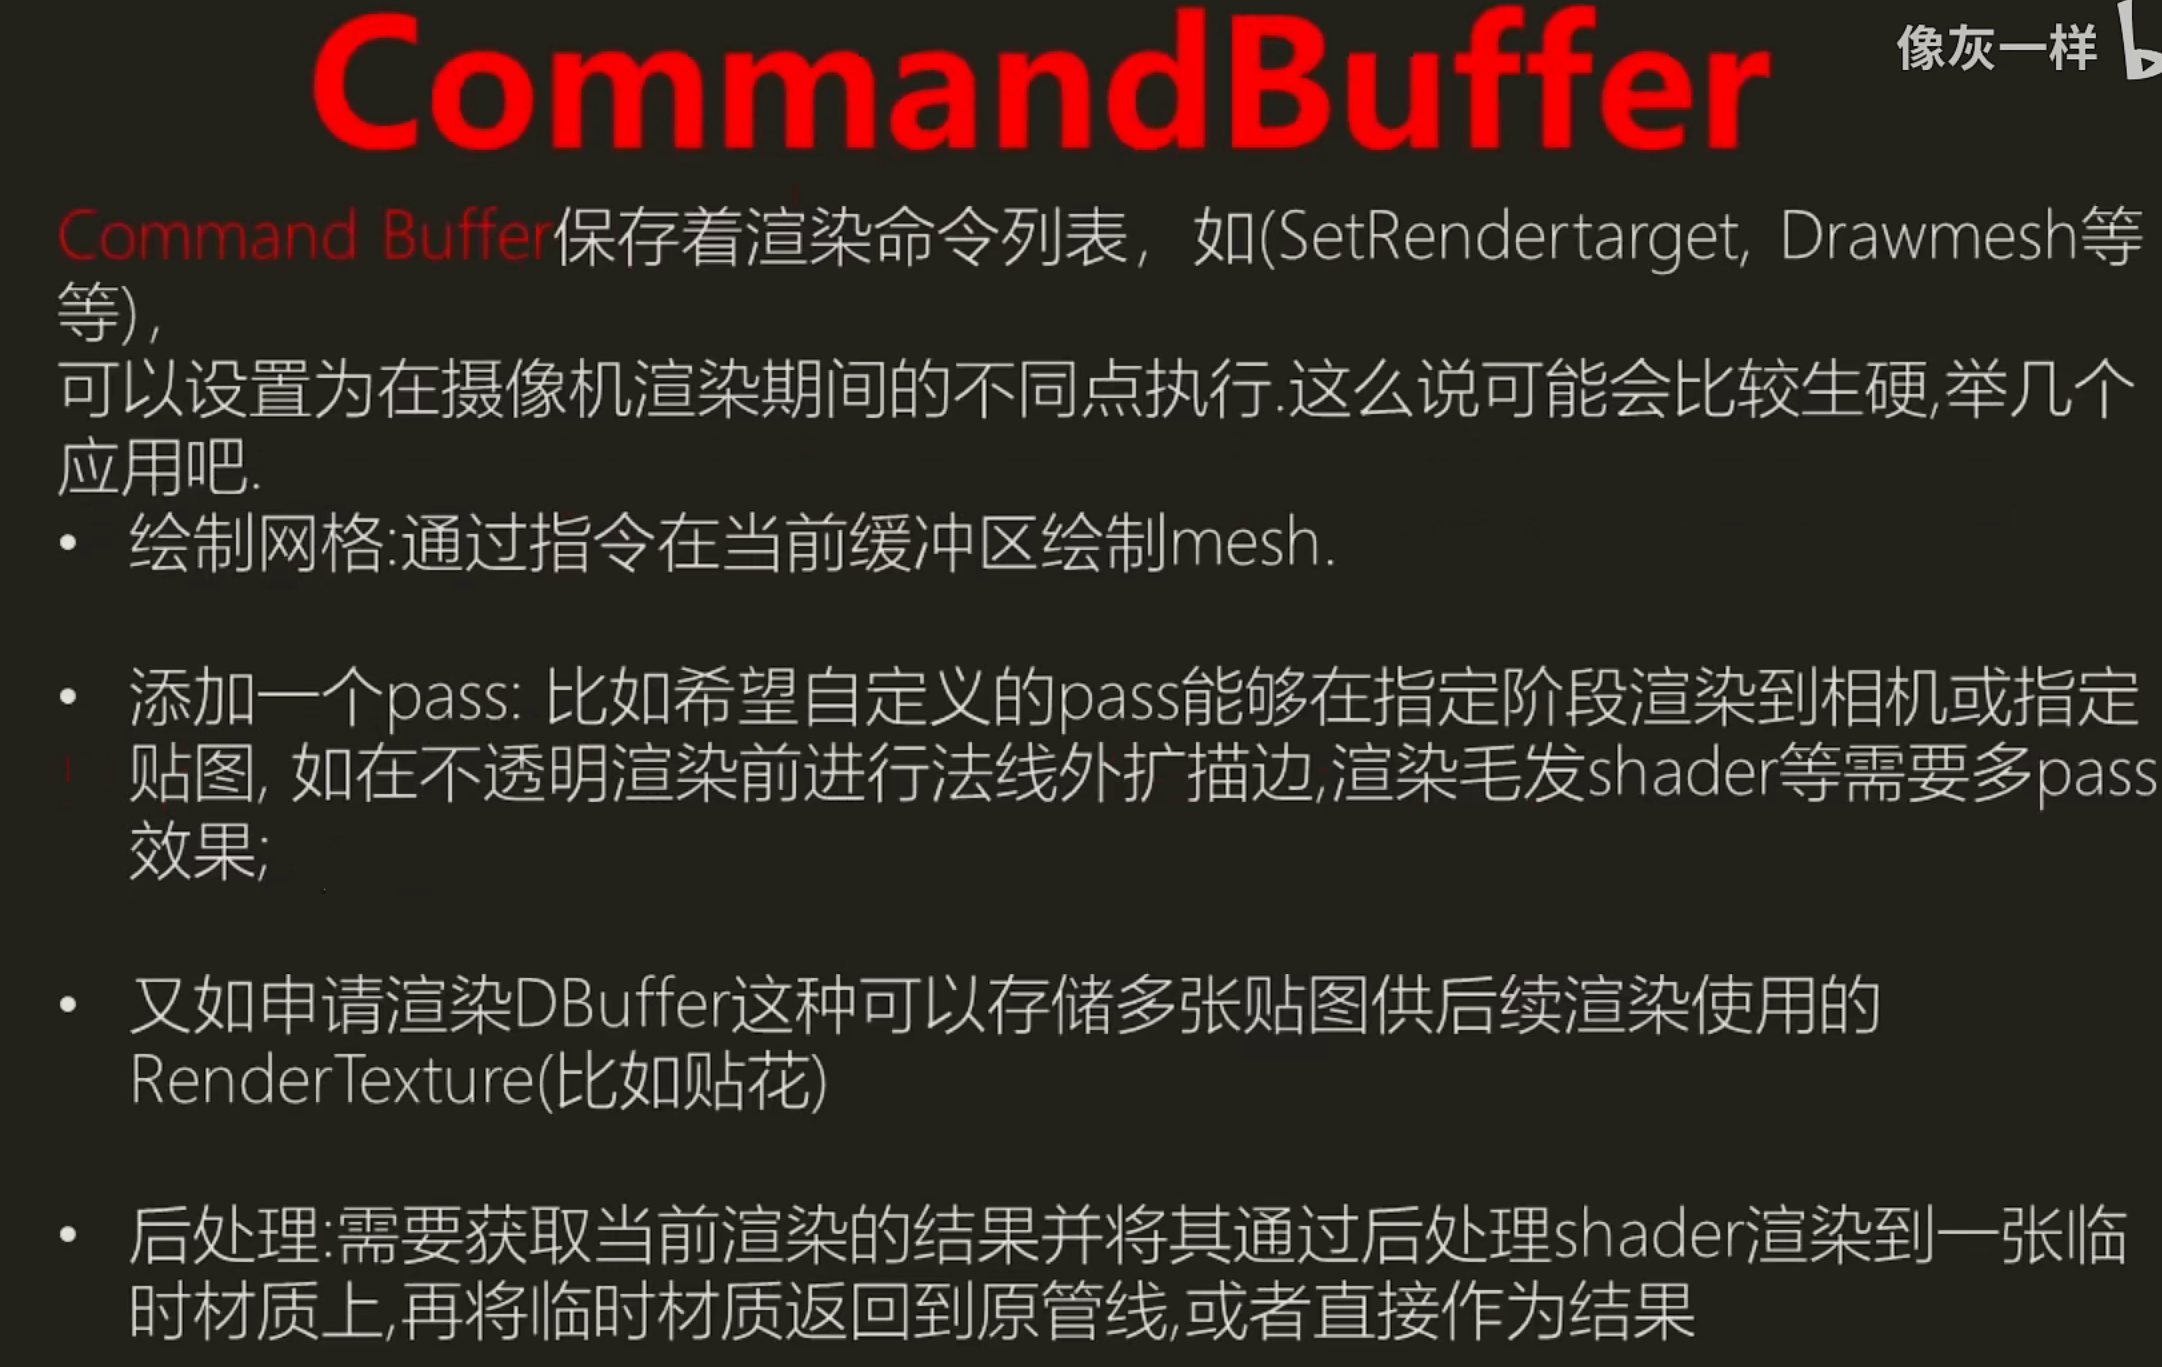 CommandBuffer
像灰一样
Command Buffer保存着渲染命令列表，如(SetRendertarget, Drawmesh等
等)，
可以设置为在摄像机渲染期间的不同点执行.这么说可能会比较生硬,举几个
应用吧.
• 绘制网格:通过指令在当前缓冲区绘制mesh.
• 添加一个pass: 比如希望自定义的pass能够在指定阶段渲染到相机或指定
贴图, 如在不透明渲染前进行法线外扩描边,渲染毛发shader等需要多pass
效果;
• 又如申请渲染DBuffer这种可以存储多张贴图供后续渲染使用的
RenderTexture(比如贴花)
• 后处理:需要获取当前渲染的结果并将其通过后处理shader渲染到一张临
时材质上,再将临时材质返回到原管线,或者直接作为结果